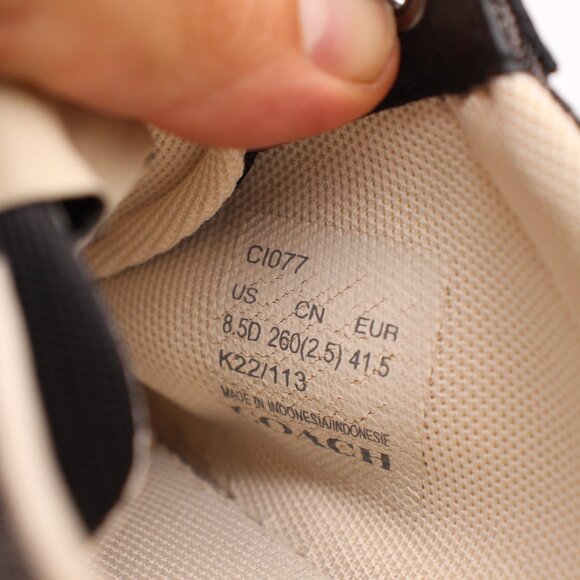 CI077
US CN EUR
8.5D 260(2.5) 41.5
K22/113
MADE IN INDONESIA/INDONESIE
COACH